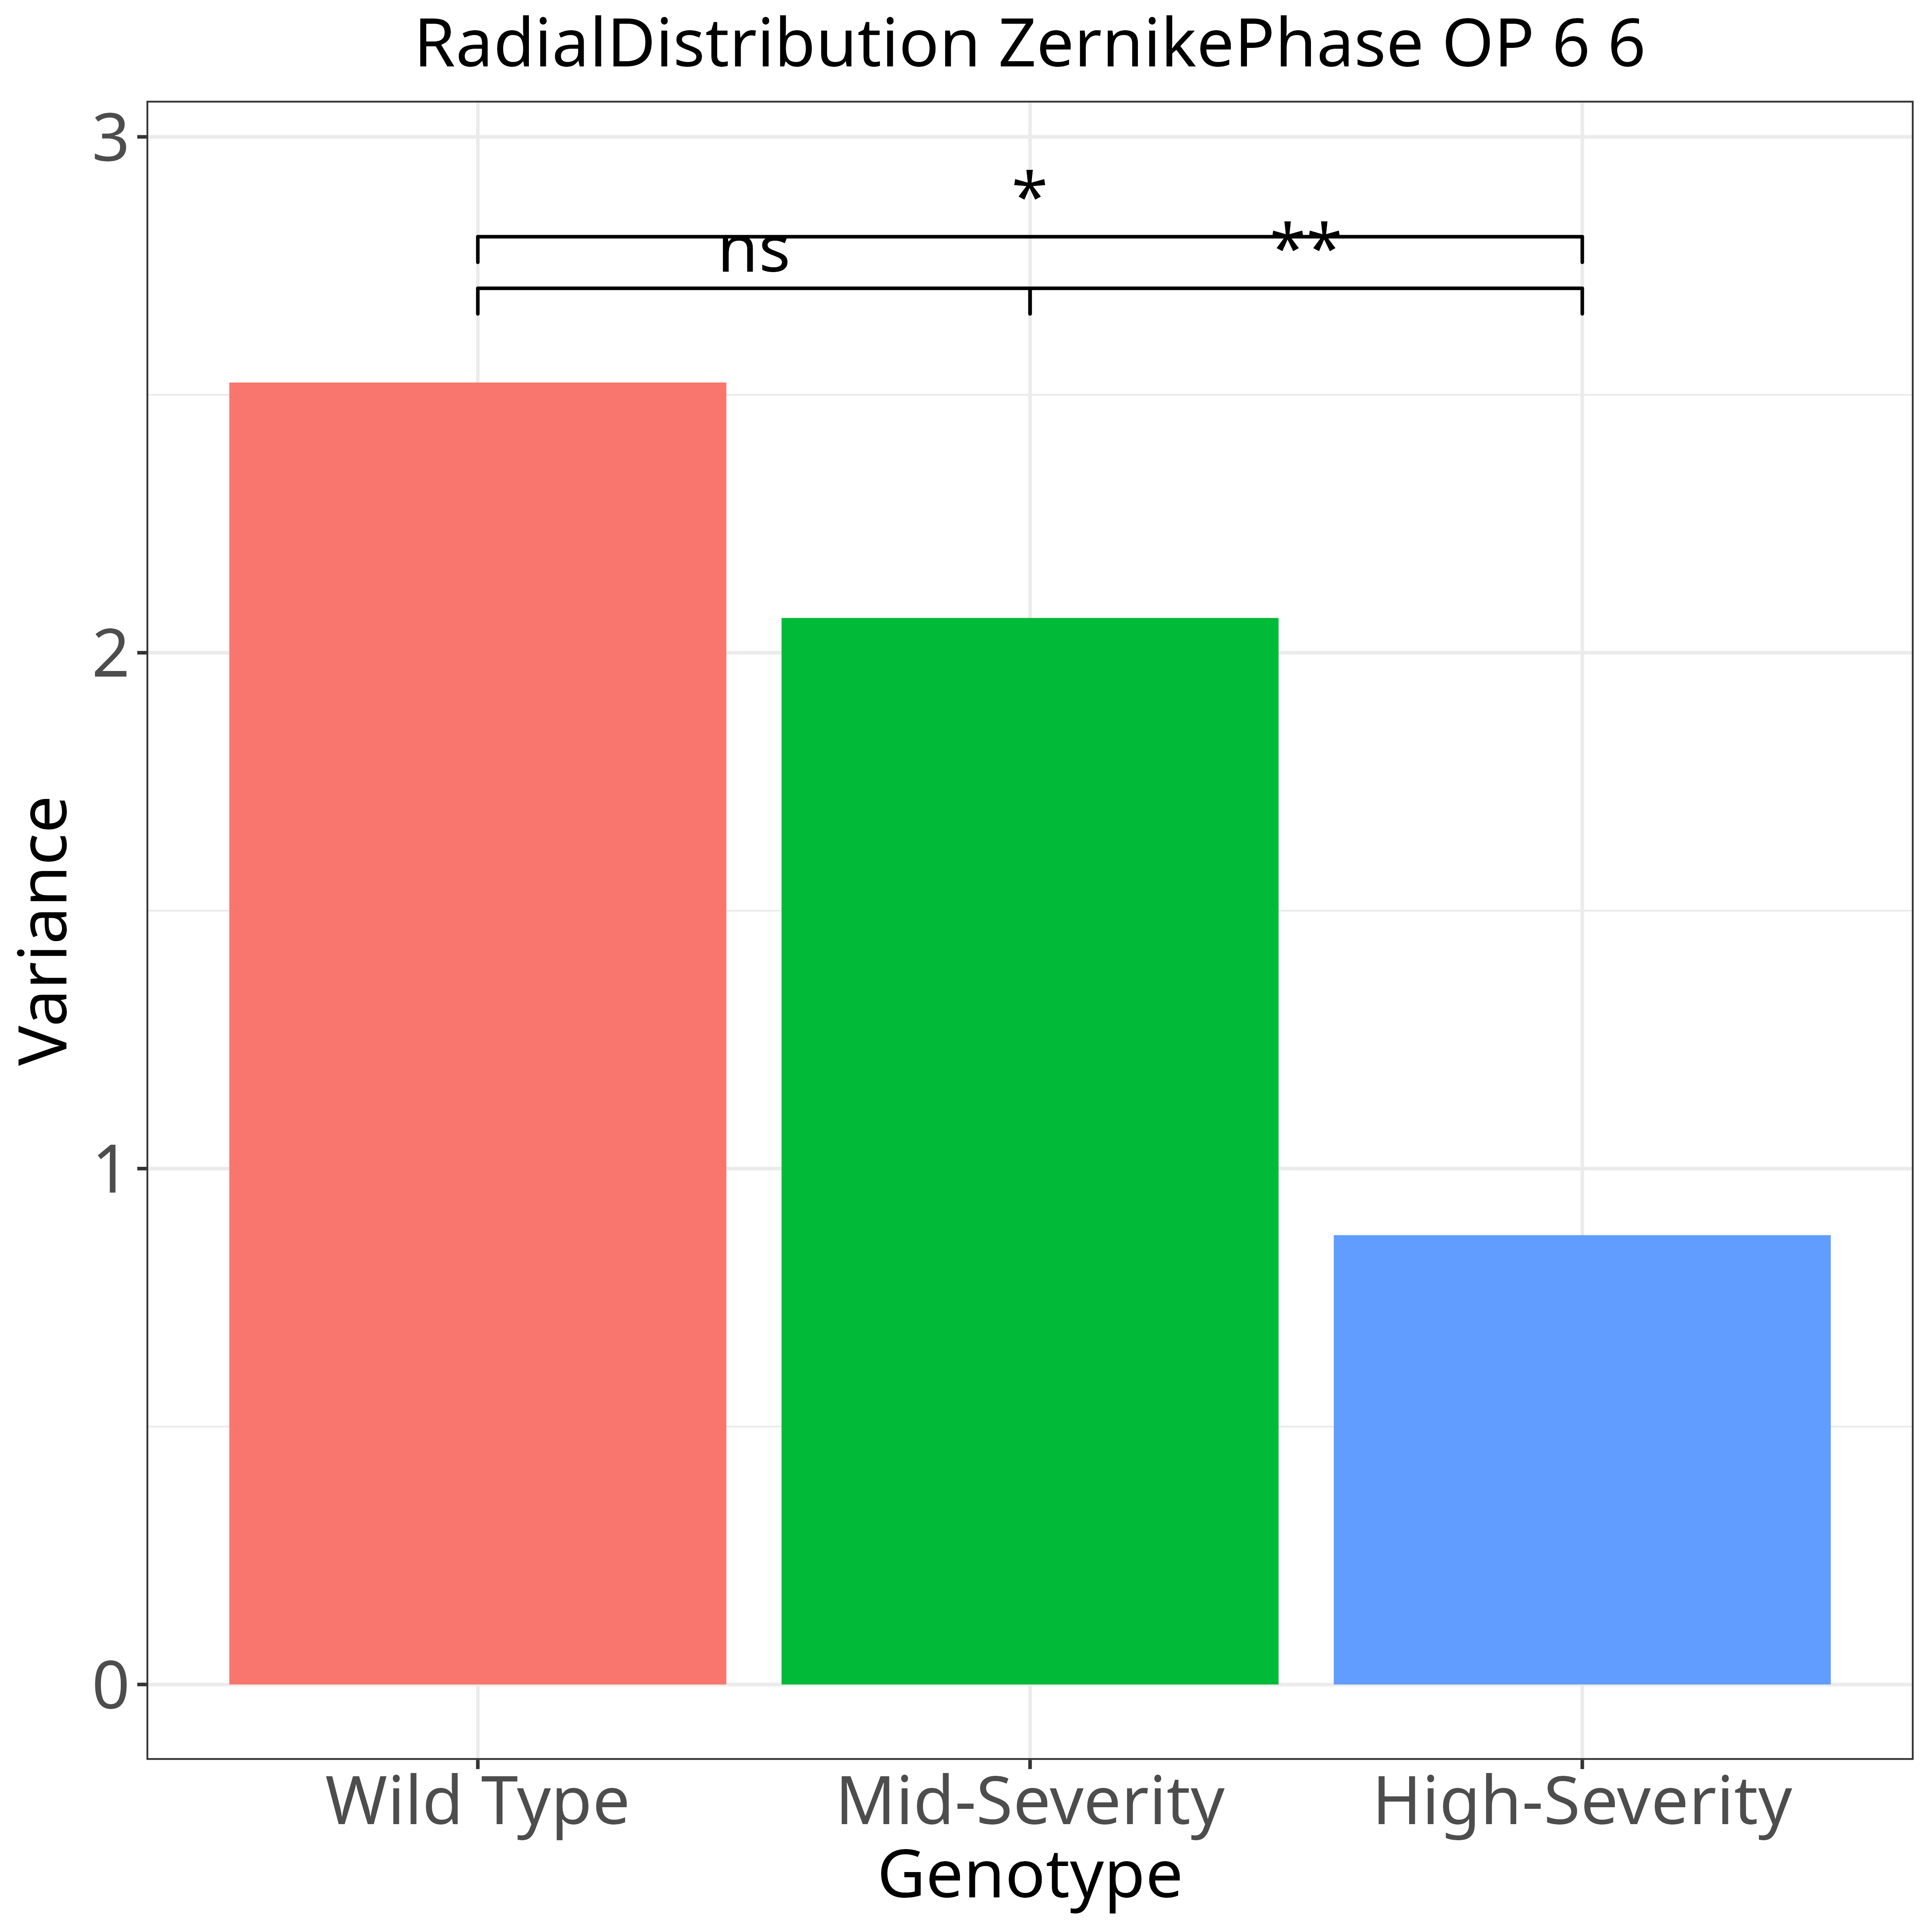 RadialDistribution ZernikePhase OP 6 6
3
*
ns
**
2
Variance
1
0
Wild Type
Mid-Severity
High-Severity
Genotype